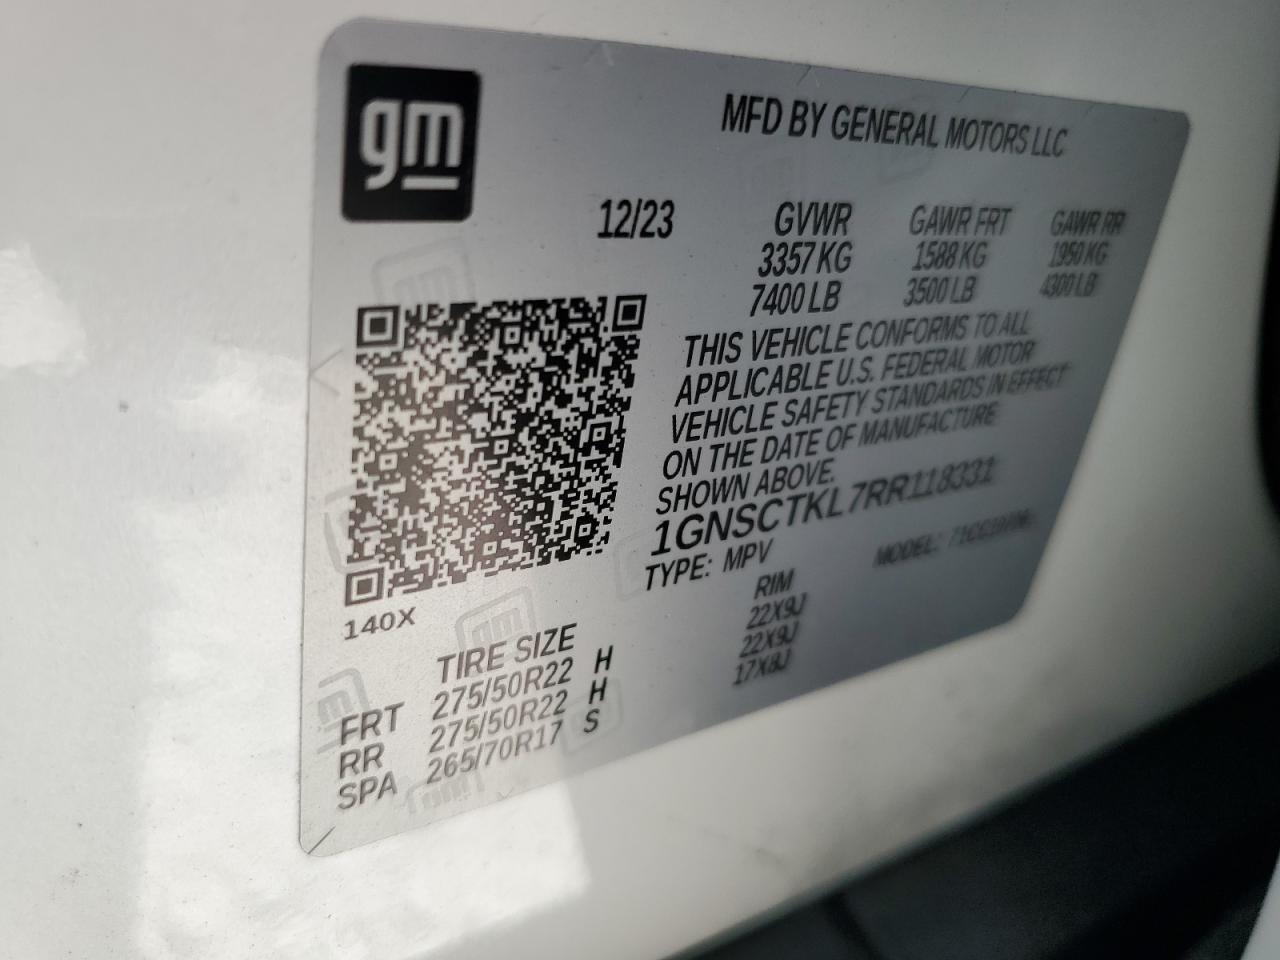 gm
MFD BY GENERAL MOTORS LLC
12/23 GVWR GAWR FRT GAWR RR
3357 KG 1588 KG 1950 KG
7400 LB 3500 LB 4300 LB
THIS VEHICLE CONFORMS TO ALL
APPLICABLE U.S. FEDERAL MOTOR
VEHICLE SAFETY STANDARDS IN EFFECT
ON THE DATE OF MANUFACTURE
SHOWN ABOVE.
1GNSCTKL7RR118331
TYPE: MPV MODEL:
140X
TIRE SIZE RIM
FRT 275/50R22 H 22X9J
RR 275/50R22 H 22X9J
SPA 265/70R17 S 17X8J